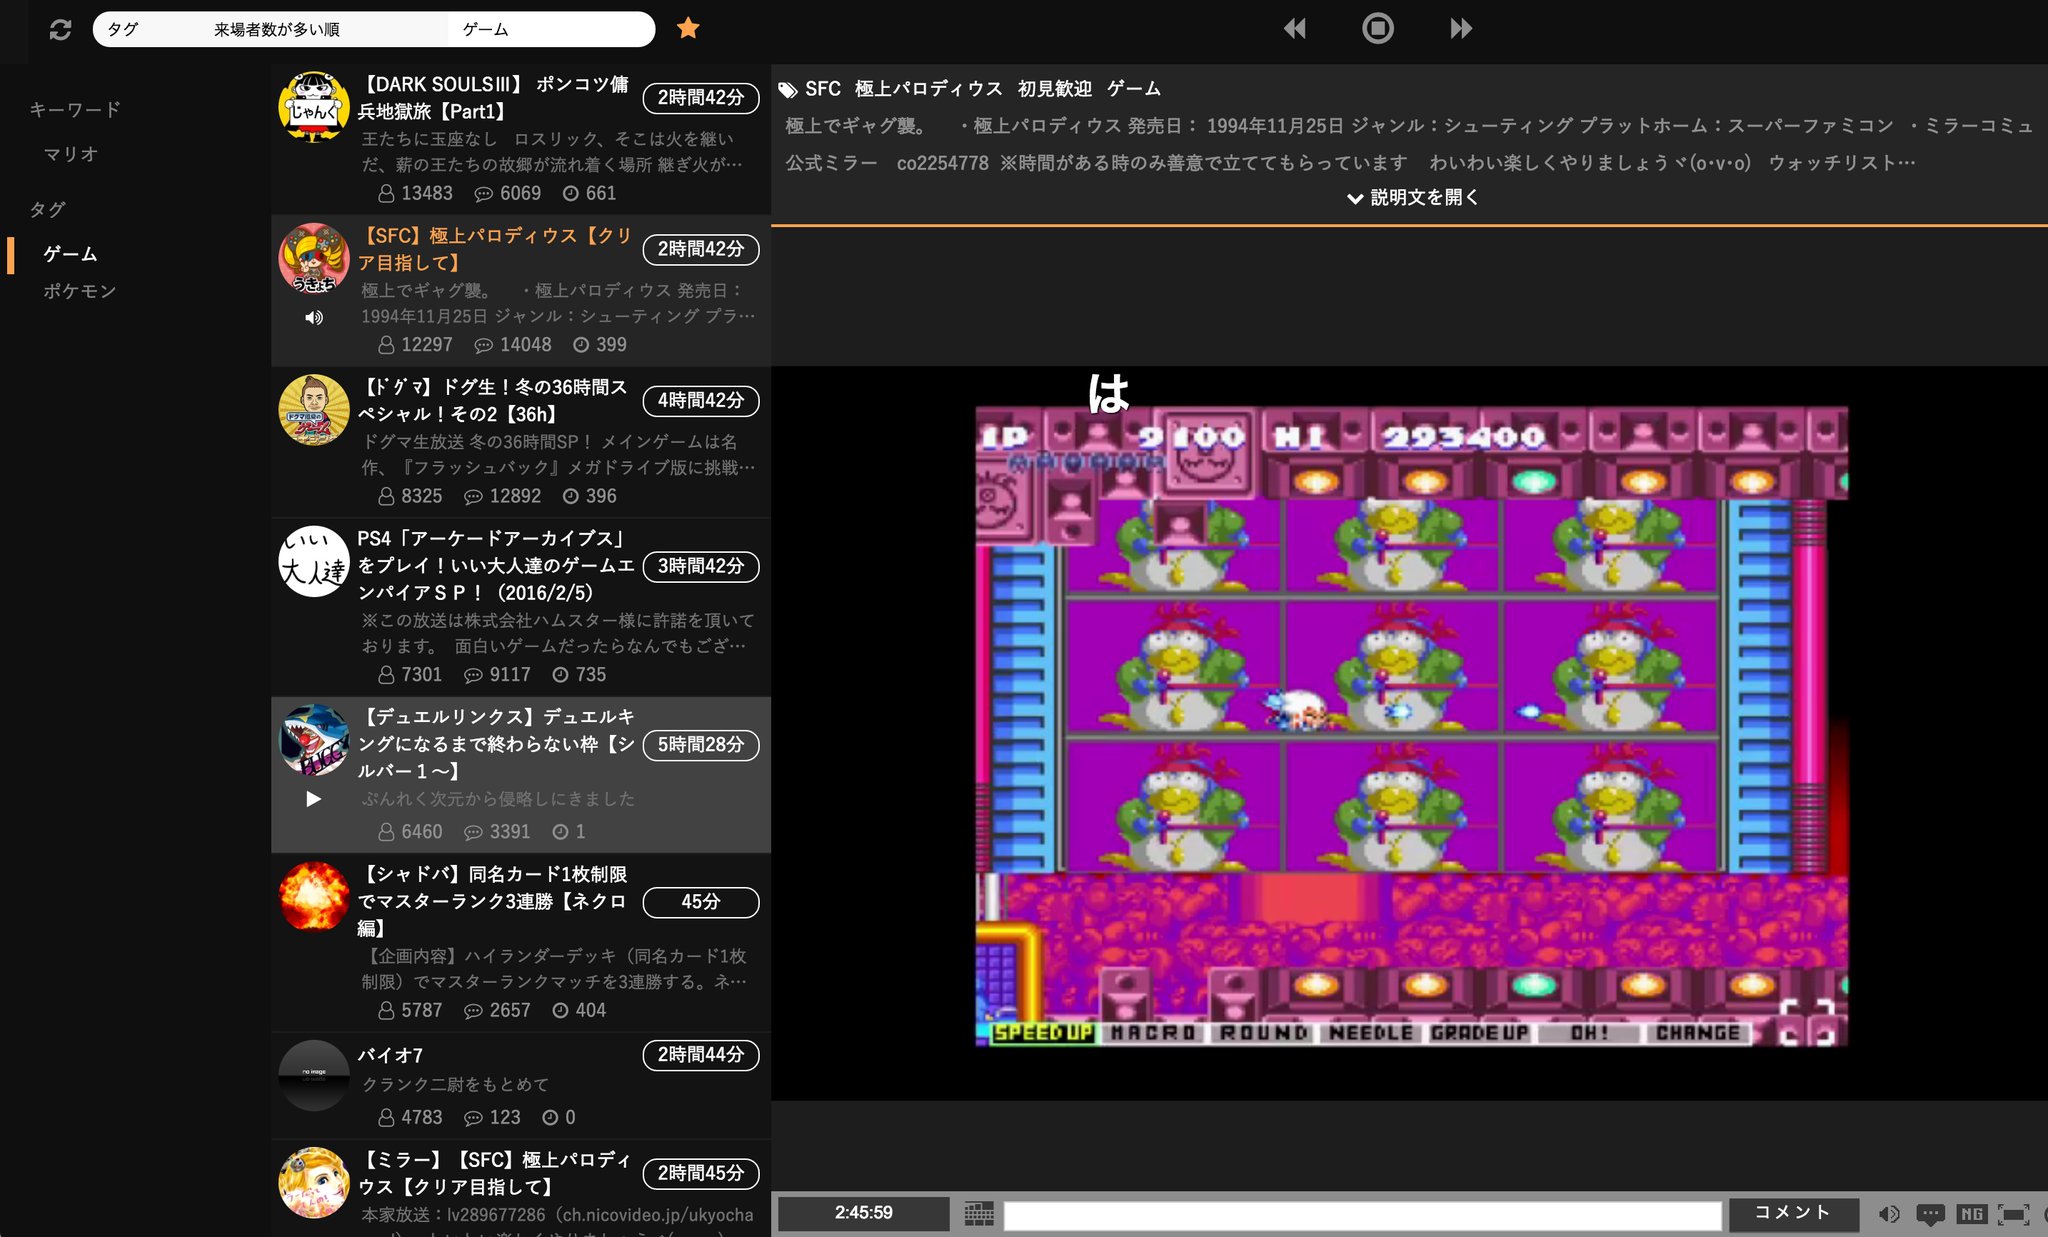 タグ 来場者数が多い順 ゲーム
キーワード
マリオ
タグ
ゲーム
ポケモン
じゃんく
【DARK SOULSⅢ】 ポンコツ傭
兵地獄旅【Part1】
2時間42分
王たちに玉座なし ロスリック、そこは火を継い
だ、薪の王たちの故郷が流れ着く場所 継ぎ火が…
13483 6069 661
うきょち
【SFC】極上パロディウス【クリ
ア目指して】
2時間42分
極上でギャグ襲。 ・極上パロディウス 発売日：
1994年11月25日 ジャンル：シューティング プラ…
12297 14048 399
【ﾄﾞｸﾞﾏ】ドグ生！冬の36時間ス
ペシャル！その2【36h】
4時間42分
ドグマ生放送 冬の36時間SP！ メインゲームは名
作、『フラッシュバック』メガドライブ版に挑戦…
8325 12892 396
いい
大人達
PS4「アーケードアーカイブス」
をプレイ！いい大人達のゲームエ
ンパイアＳＰ！（2016/2/5）
3時間42分
※この放送は株式会社ハムスター様に許諾を頂いて
おります。 面白いゲームだったらなんでもござ…
7301 9117 735
【デュエルリンクス】デュエルキ
ングになるまで終わらない枠【シ
ルバー１～】
5時間28分
ぷんれく次元から侵略しにきました
6460 3391 1
【シャドバ】同名カード1枚制限
でマスターランク3連勝【ネクロ
編】
45分
【企画内容】ハイランダーデッキ（同名カード1枚
制限）でマスターランクマッチを3連勝する。ネ…
5787 2657 404
no image
バイオ7
2時間44分
クランク二尉をもとめて
4783 123 0
【ミラー】【SFC】極上パロディ
ウス【クリア目指して】
2時間45分
本家放送：lv289677286（ch.nicovideo.jp/ukyocha
SFC 極上パロディウス 初見歓迎 ゲーム
極上でギャグ襲。 ・極上パロディウス 発売日： 1994年11月25日 ジャンル：シューティング プラットホーム：スーパーファミコン ・ミラーコミュ
公式ミラー co2254778 ※時間がある時のみ善意で立ててもらっています わいわい楽しくやりましょうヾ(o･v･o) ウォッチリスト…
説明文を開く
は
1P 9100 HI 293400
SPEED UP MACRO ROUND NEEDLE GRADE UP OH! CHANGE
2:45:59 コメント NG